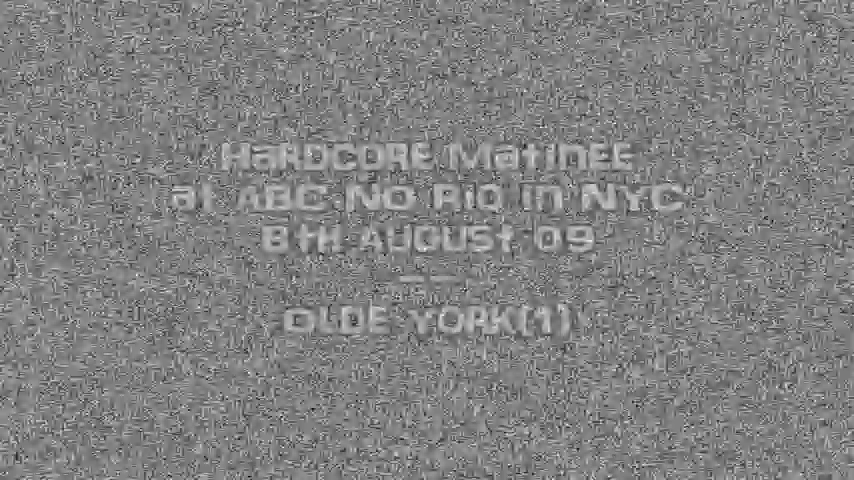 HaRDCORE MatinEE
at ABC NO RIO in NYC
8tH AUGUSt 09
---
OLDE YORK(1)